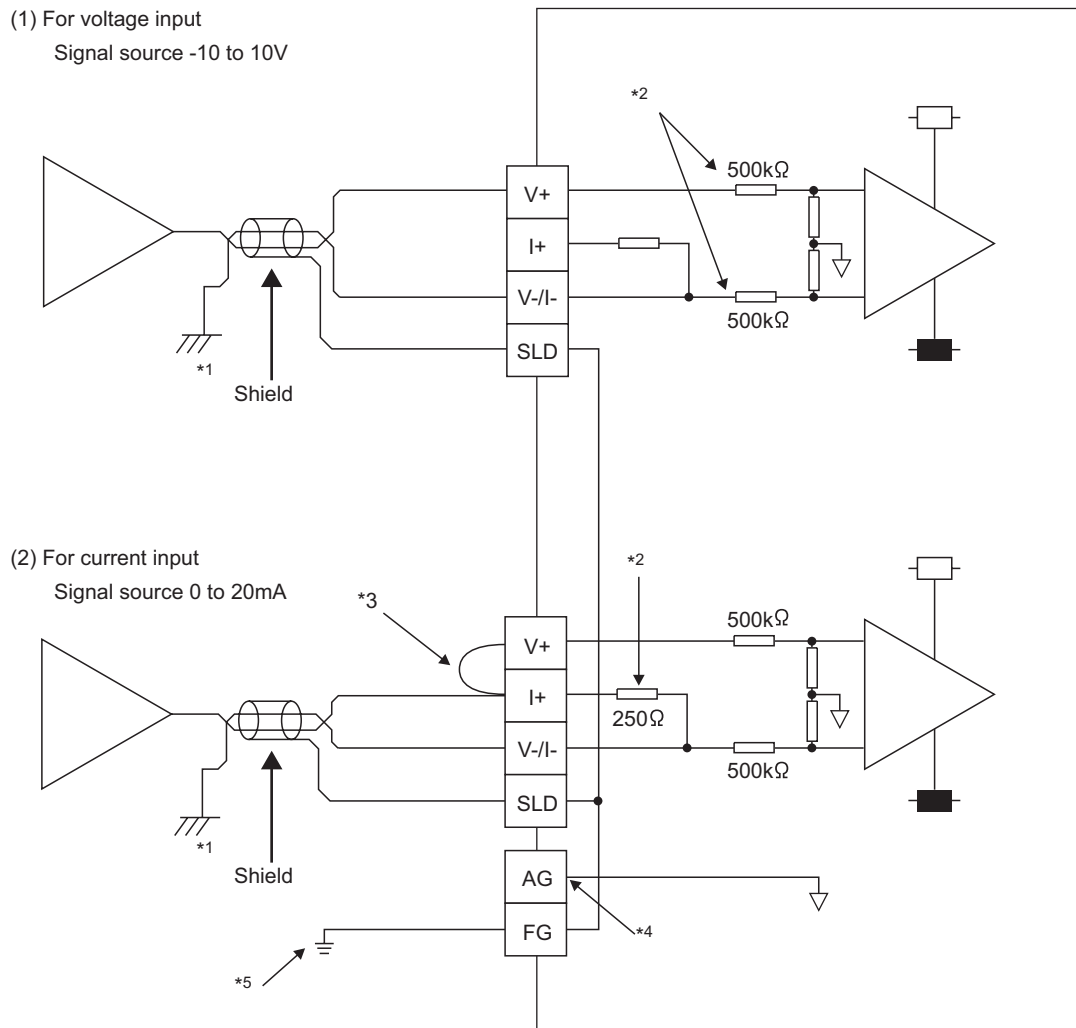 (1) For voltage input
Signal source -10 to 10V
*2
500kΩ
V+
I+
V-/I-
500kΩ
SLD
*1
Shield
(2) For current input
Signal source 0 to 20mA
*2
*3
500kΩ
V+
I+
250Ω
V-/I-
500kΩ
SLD
*1
Shield
AG
*4
FG
*5